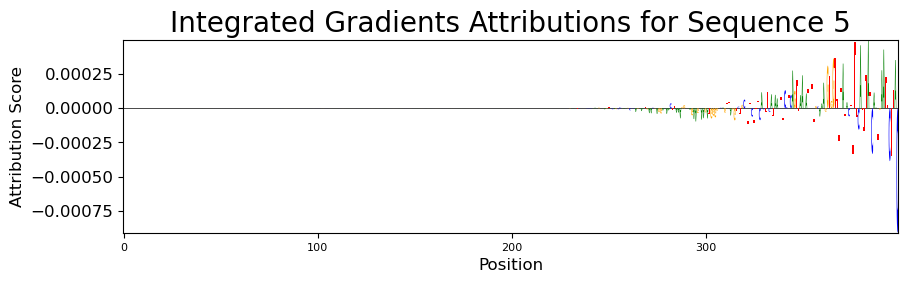 Integrated Gradients Attributions for Sequence 5
Attribution Score
0.00025
0.00000
−0.00025
−0.00050
−0.00075
0 100 200 300
Position